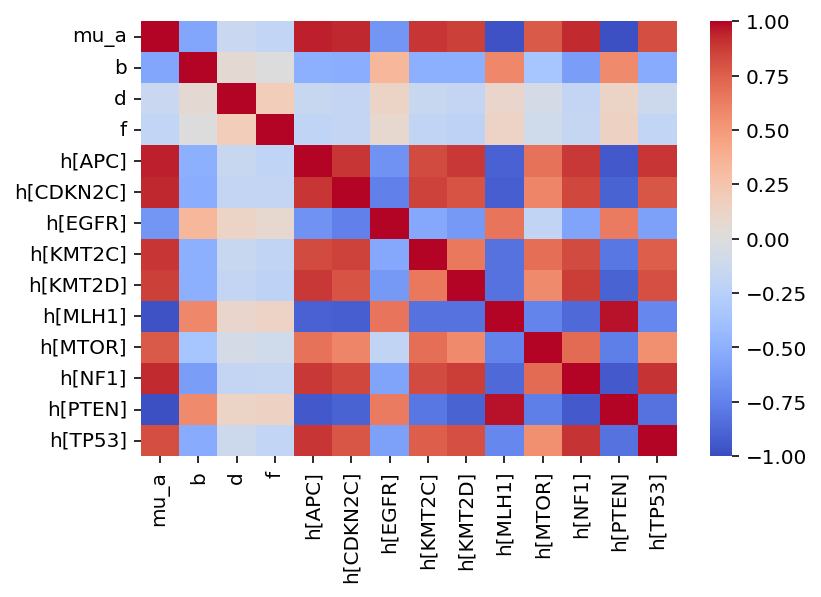 mu_a
b
d
f
h[APC]
h[CDKN2C]
h[EGFR]
h[KMT2C]
h[KMT2D]
h[MLH1]
h[MTOR]
h[NF1]
h[PTEN]
h[TP53]
mu_a
b
d
f
h[APC]
h[CDKN2C]
h[EGFR]
h[KMT2C]
h[KMT2D]
h[MLH1]
h[MTOR]
h[NF1]
h[PTEN]
h[TP53]
1.00
0.75
0.50
0.25
0.00
−0.25
−0.50
−0.75
−1.00